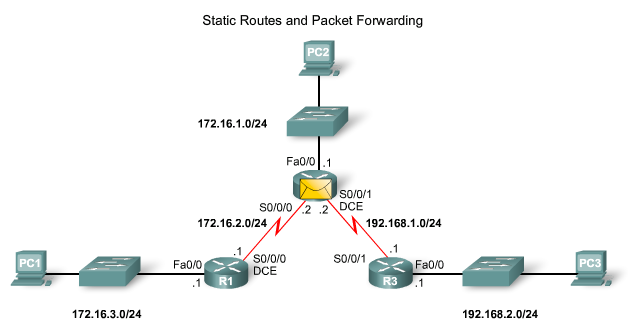 Static Routes and Packet Forwarding
PC2
172.16.1.0/24
Fa0/0 .1
S0/0/0 S0/0/1
DCE
.2 .2
172.16.2.0/24 192.168.1.0/24
.1 S0/0/0
DCE
S0/0/1 .1
PC1 Fa0/0 R1 R3 Fa0/0 PC3
.1 .1
172.16.3.0/24 192.168.2.0/24